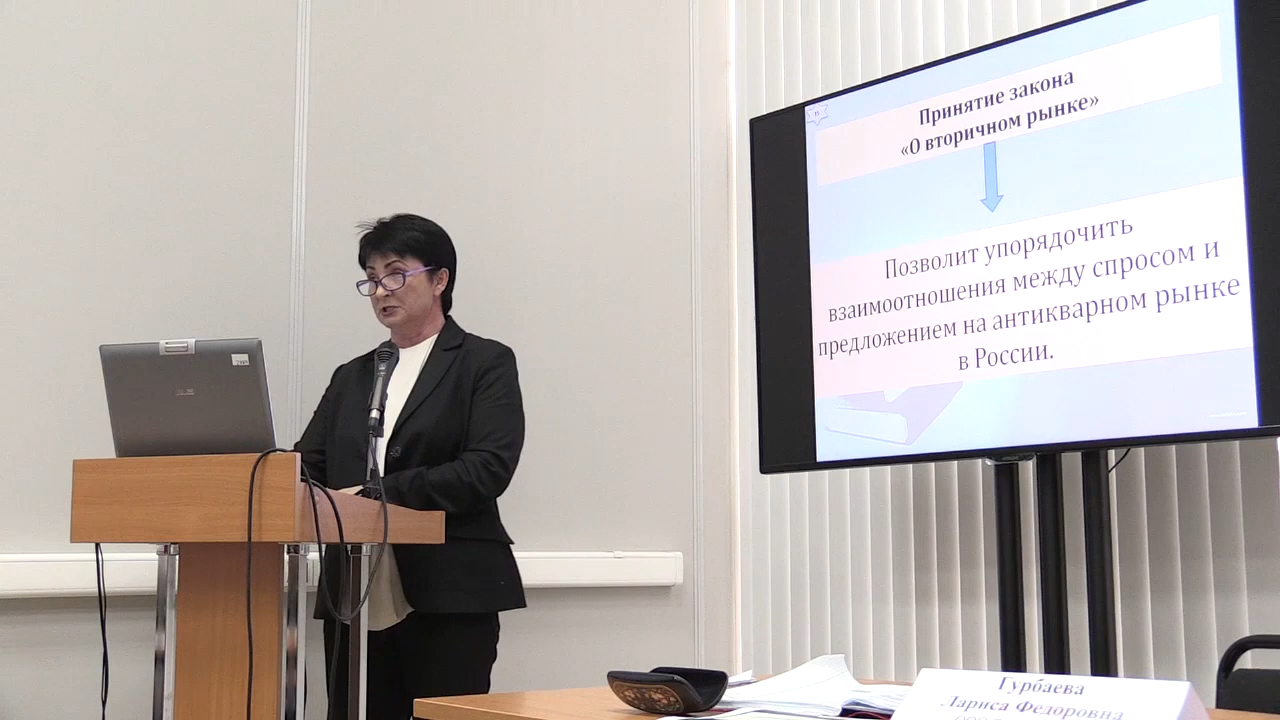 Принятие закона
«О вторичном рынке»
Позволит упорядочить
взаимоотношения между спросом и
предложением на антикварном рынке
в России.
Гурбаева
Лариса Федоровна